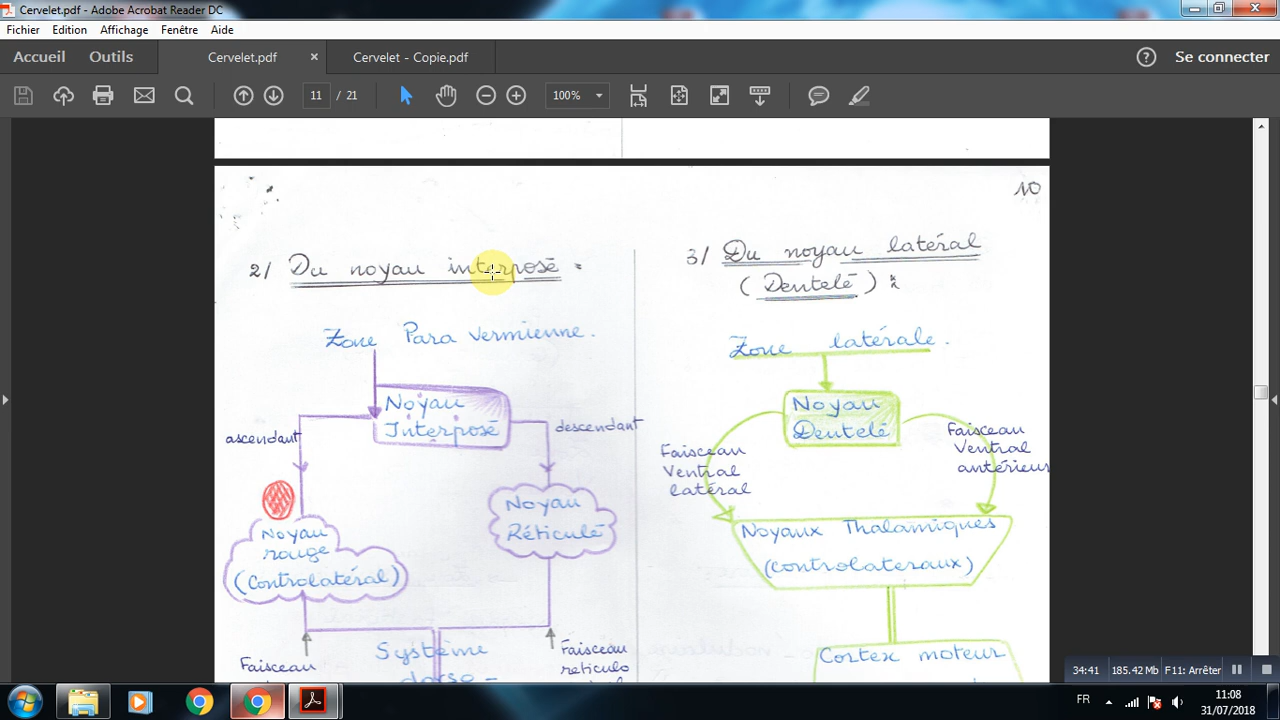 Cervelet.pdf - Adobe Acrobat Reader DC
Fichier Edition Affichage Fenêtre Aide
Accueil Outils Cervelet.pdf × Cervelet - Copie.pdf ? Se connecter
11 / 21 100%
10
2/ Du noyau interposé :
Zone Para vermienne.
Noyau
Interposé
ascendant
descendant
Noyau
rouge
(Controlatéral)
Noyau
Réticulé
Système
dorso-
Faisceau
Faisceau
reticulo
3/ Du noyau latéral
(Dentelé) :
Zone latérale.
Noyau
Dentelé
Faisceau
Ventral
latéral
Faisceau
Ventral
antérieur
Noyaux Thalamiques
(controlateraux)
Cortex moteur
34:41 185.42 Mb F11: Arrêter
FR
11:08
31/07/2018